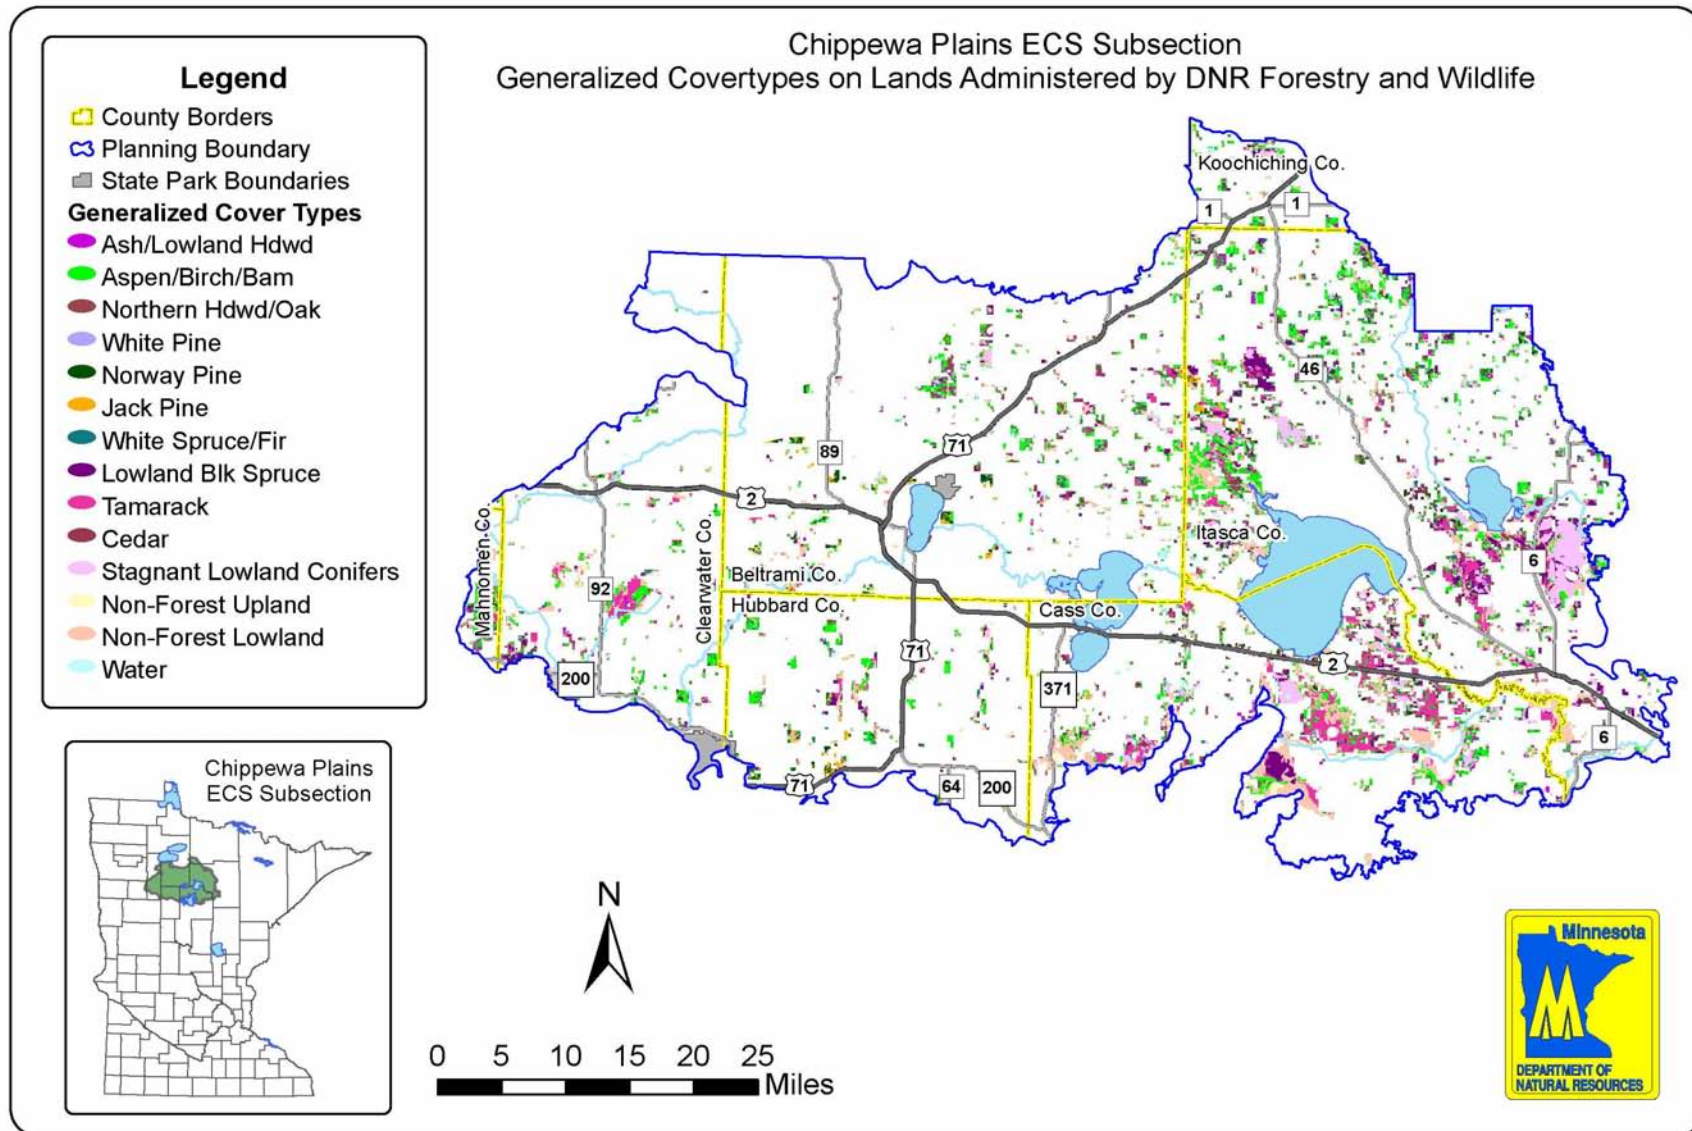 Chippewa Plains ECS Subsection
Generalized Covertypes on Lands Administered by DNR Forestry and Wildlife
Legend
County Borders
Planning Boundary
State Park Boundaries
Generalized Cover Types
Ash/Lowland Hdwd
Aspen/Birch/Bam
Northern Hdwd/Oak
White Pine
Norway Pine
Jack Pine
White Spruce/Fir
Lowland Blk Spruce
Tamarack
Cedar
Stagnant Lowland Conifers
Non-Forest Upland
Non-Forest Lowland
Water
Koochiching Co.
1
1
46
89
71
2
Mahnomen Co.
Clearwater Co.
Itasca Co.
6
92
Beltrami Co.
Hubbard Co.
Cass Co.
71
2
200
371
6
71
64
200
Chippewa Plains
ECS Subsection
N
0 5 10 15 20 25
Miles
Minnesota
DEPARTMENT OF
NATURAL RESOURCES